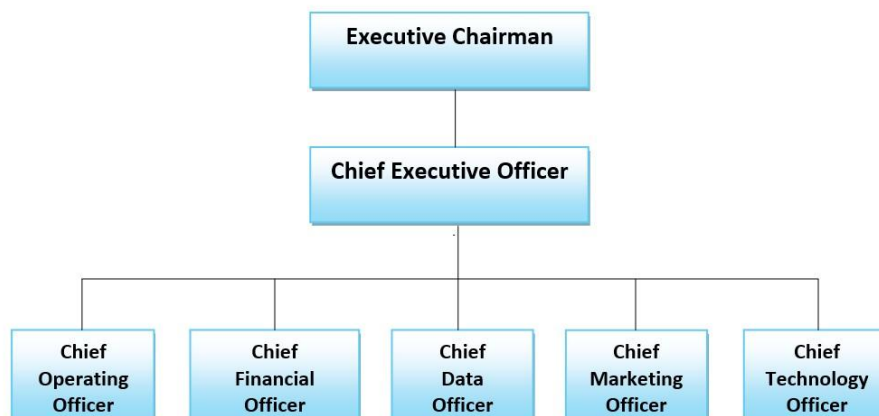 Executive Chairman
Chief Executive Officer
Chief
Operating
Officer
Chief
Financial
Officer
Chief
Data
Officer
Chief
Marketing
Officer
Chief
Technology
Officer